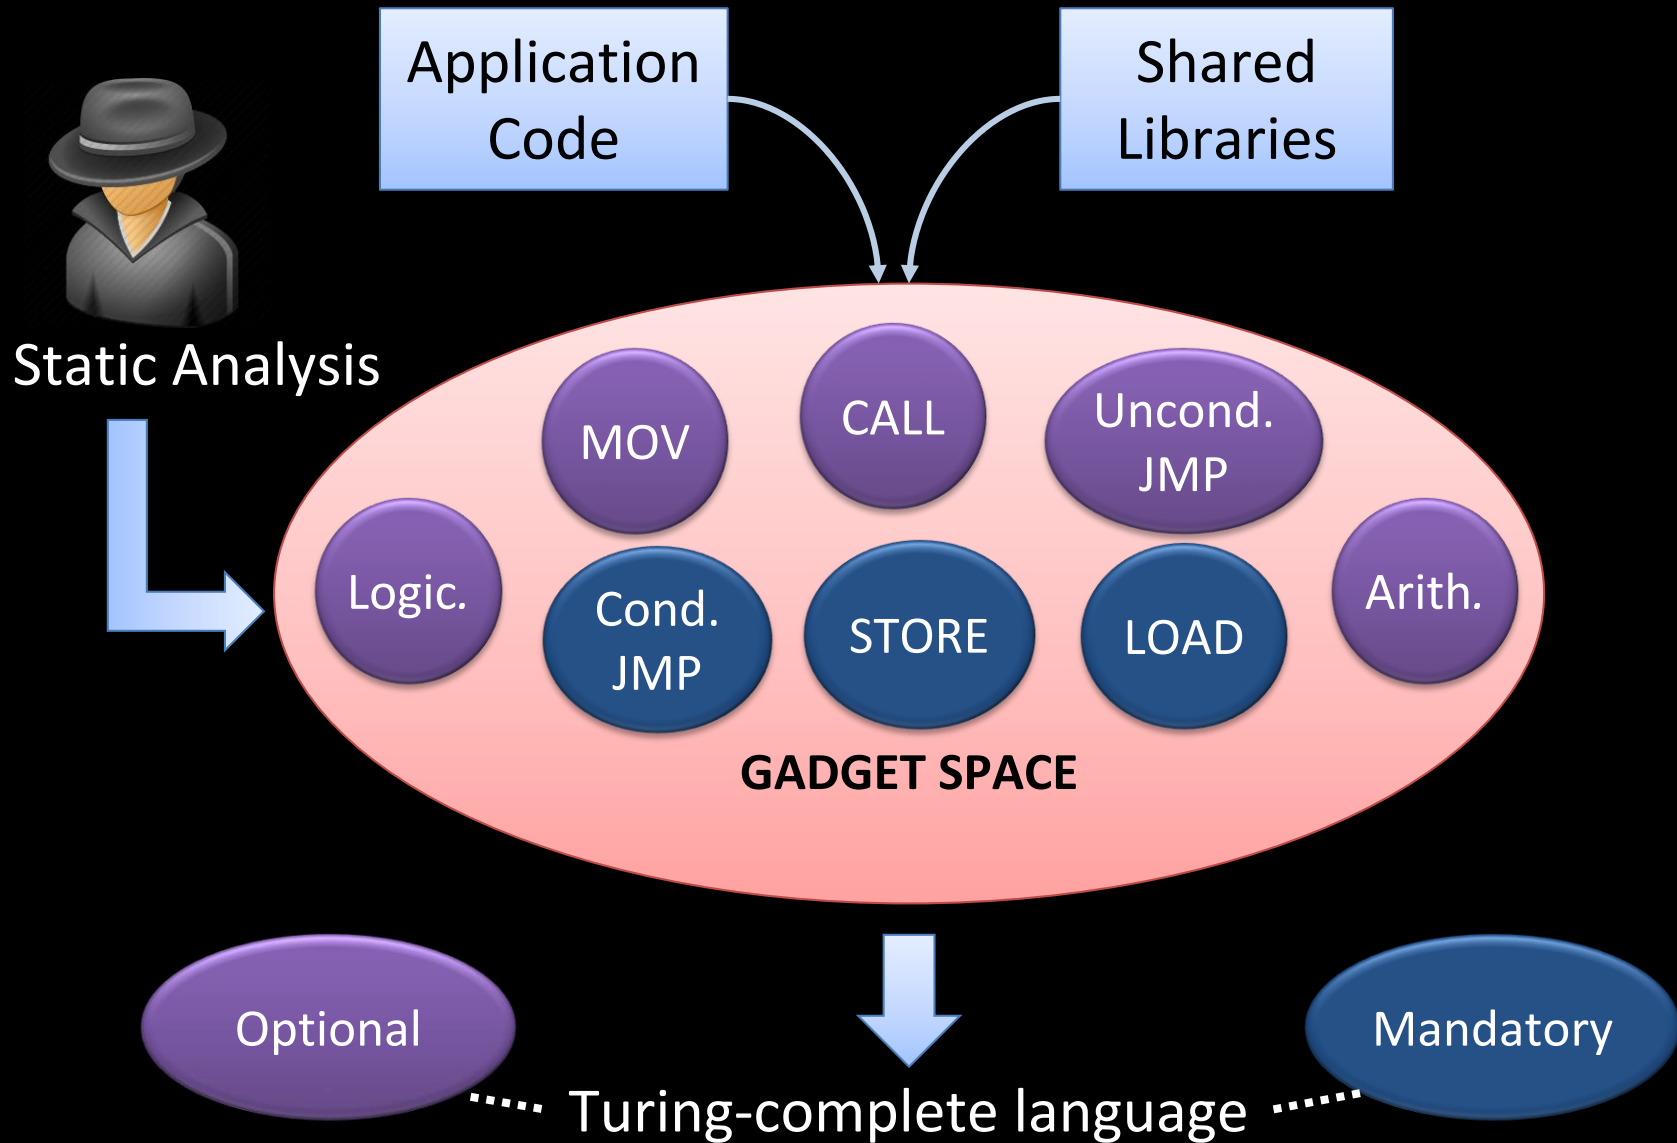 Application
Code
Shared
Libraries
Static Analysis
MOV
CALL
Uncond.
JMP
Logic.
Cond.
JMP
STORE
LOAD
Arith.
GADGET SPACE
Optional
Mandatory
Turing-complete language